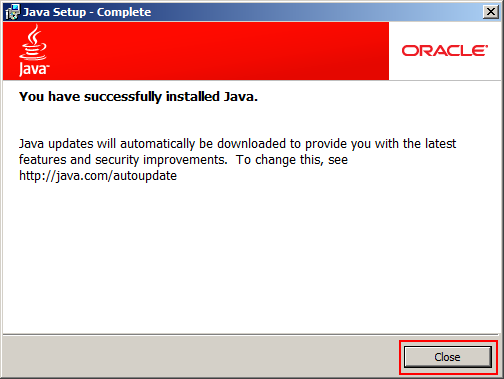 Java Setup - Complete
Java
ORACLE
You have successfully installed Java.
Java updates will automatically be downloaded to provide you with the latest
features and security improvements.  To change this, see
http://java.com/autoupdate
Close